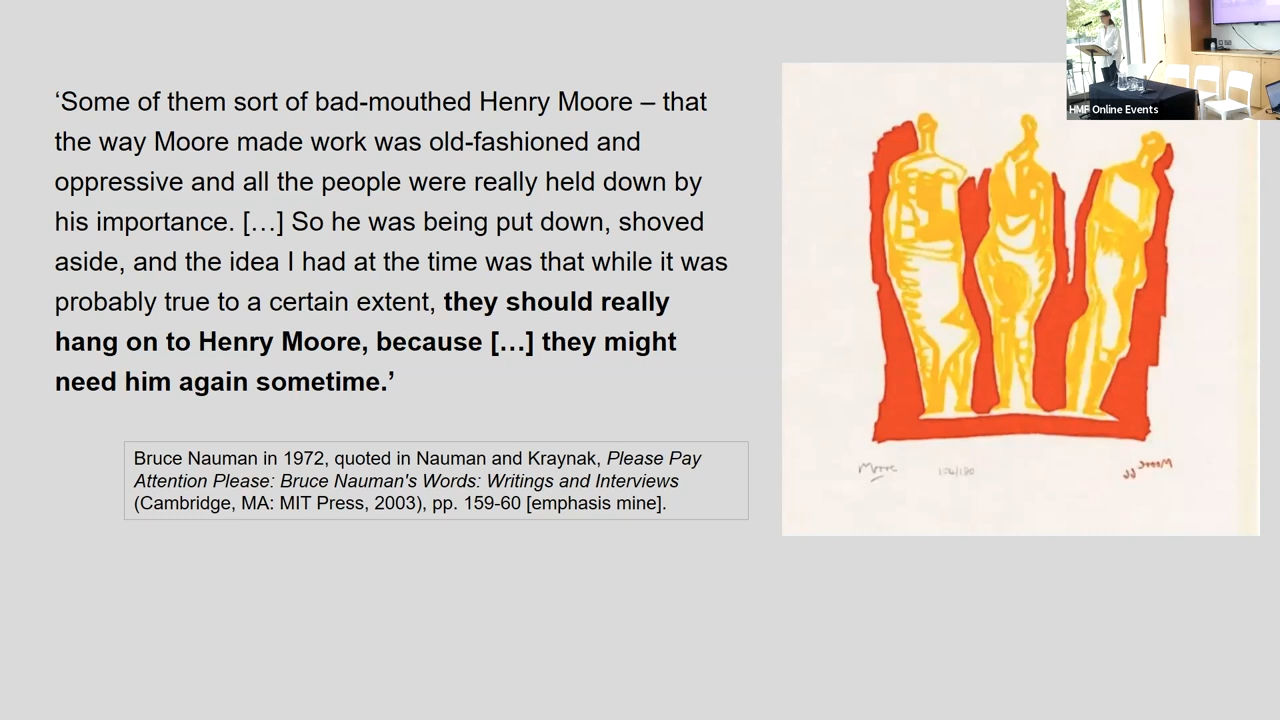 ‘Some of them sort of bad-mouthed Henry Moore – that
the way Moore made work was old-fashioned and
oppressive and all the people were really held down by
his importance. […] So he was being put down, shoved
aside, and the idea I had at the time was that while it was
probably true to a certain extent, they should really
hang on to Henry Moore, because […] they might
need him again sometime.’
Bruce Nauman in 1972, quoted in Nauman and Kraynak, Please Pay
Attention Please: Bruce Nauman's Words: Writings and Interviews
(Cambridge, MA: MIT Press, 2003), pp. 159-60 [emphasis mine].
HMF Online Events
Moore